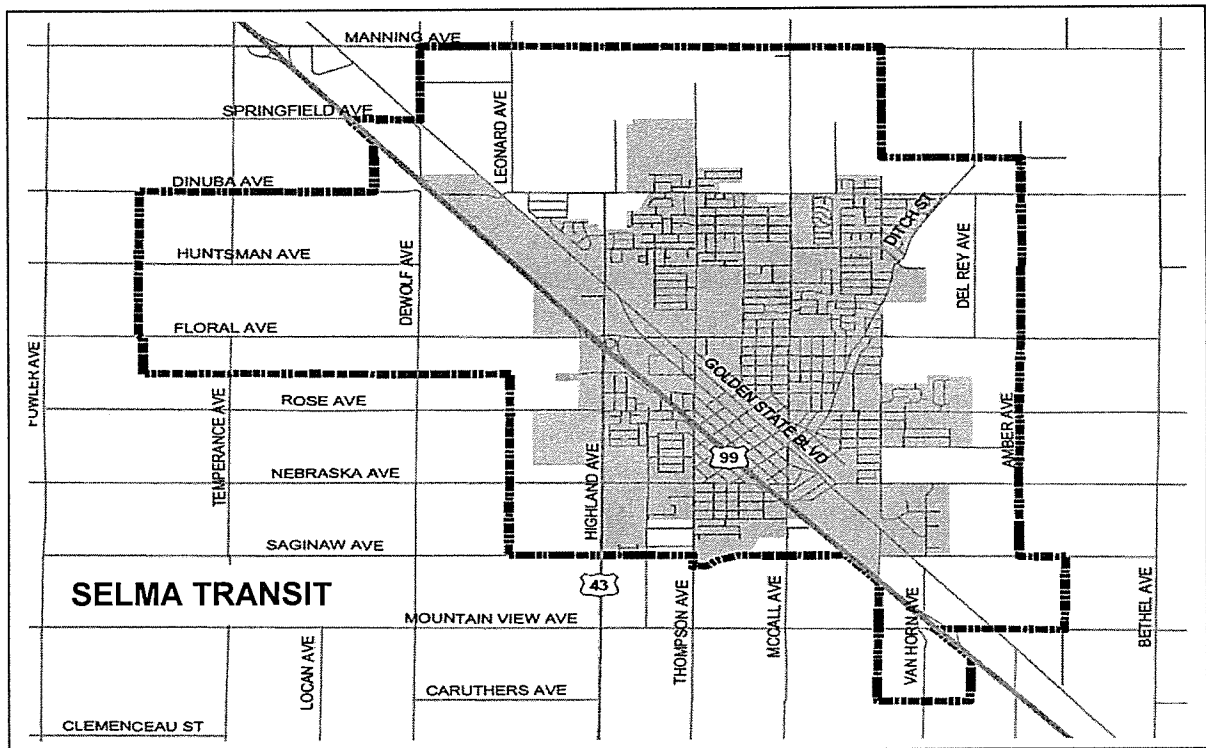 MANNING AVE
SPRINGFIELD AVE
LEONARD AVE
DINUBA AVE
DITCH ST
HUNTSMAN AVE
DEWOLF AVE
DEL REY AVE
FLORAL AVE
FOWLER AVE
GOLDEN STATE BLVD
ROSE AVE
TEMPERANCE AVE
AMBER AVE
99
NEBRASKA AVE
HIGHLAND AVE
SAGINAW AVE
SELMA TRANSIT
43
MOUNTAIN VIEW AVE
THOMPSON AVE
MCCALL AVE
VAN HORN AVE
BETHEL AVE
LOCAN AVE
CARUTHERS AVE
CLEMENCEAU ST